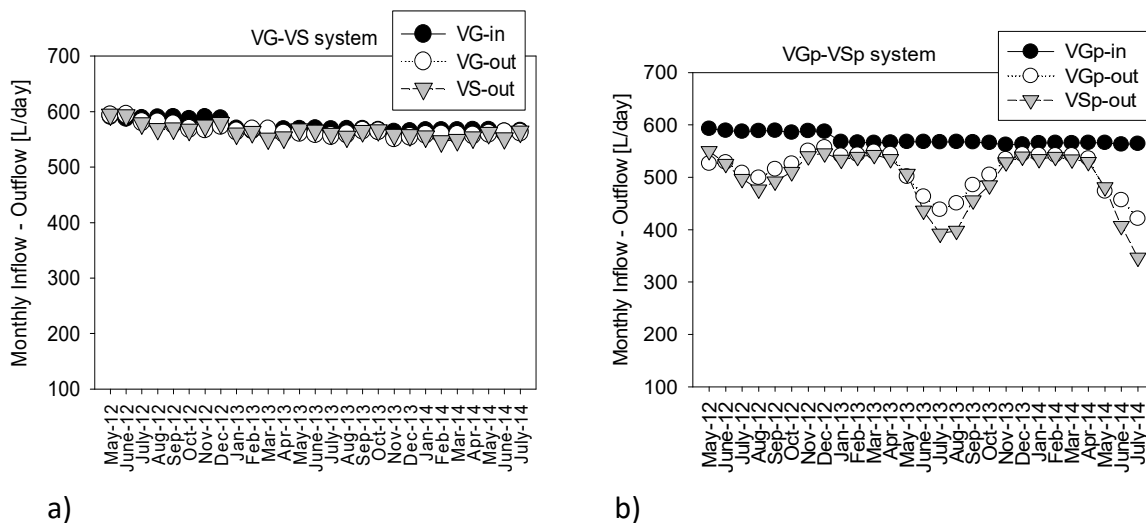 VG-VS system
VG-in
VG-out
VS-out
Monthly Inflow - Outflow [L/day]
700
600
500
400
300
200
100
May-12
June-12
July-12
Aug-12
Sep-12
Oct-12
Nov-12
Dec-12
Jan-13
Feb-13
Mar-13
Apr-13
May-13
June-13
July-13
Aug-13
Sep-13
Oct-13
Nov-13
Dec-13
Jan-14
Feb-14
Mar-14
Apr-14
May-14
June-14
July-14
a)
VGp-VSp system
VGp-in
VGp-out
VSp-out
Monthly Inflow - Outflow [L/day]
700
600
500
400
300
200
100
May-12
June-12
July-12
Aug-12
Sep-12
Oct-12
Nov-12
Dec-12
Jan-13
Feb-13
Mar-13
Apr-13
May-13
June-13
July-13
Aug-13
Sep-13
Oct-13
Nov-13
Dec-13
Jan-14
Feb-14
Mar-14
Apr-14
May-14
June-14
July-14
b)